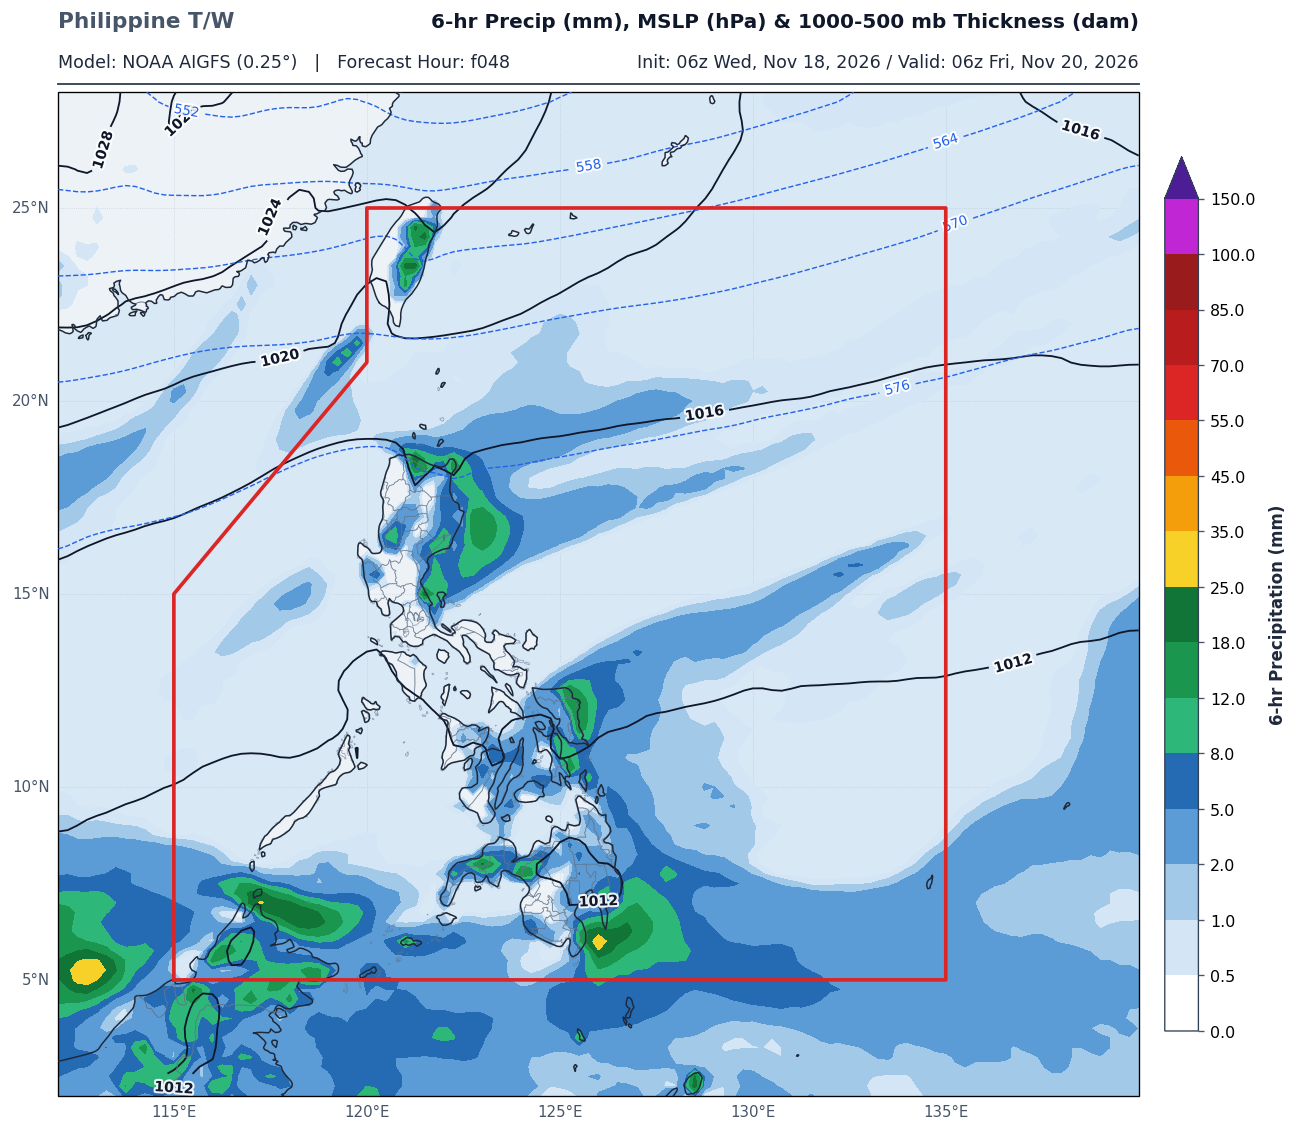 Philippine T/W
6-hr Precip (mm), MSLP (hPa) & 1000-500 mb Thickness (dam)
Model: NOAA AIGFS (0.25°) | Forecast Hour: f048
Init: 06z Wed, Nov 18, 2026 / Valid: 06z Fri, Nov 20, 2026
552
1028
1016
564
558
1024
570
25°N
1020
576
20°N
1016
15°N
1012
10°N
1012
5°N
1012
115°E
120°E
125°E
130°E
135°E
150.0
100.0
85.0
70.0
55.0
45.0
35.0
25.0
18.0
12.0
8.0
5.0
2.0
1.0
0.5
0.0
6-hr Precipitation (mm)